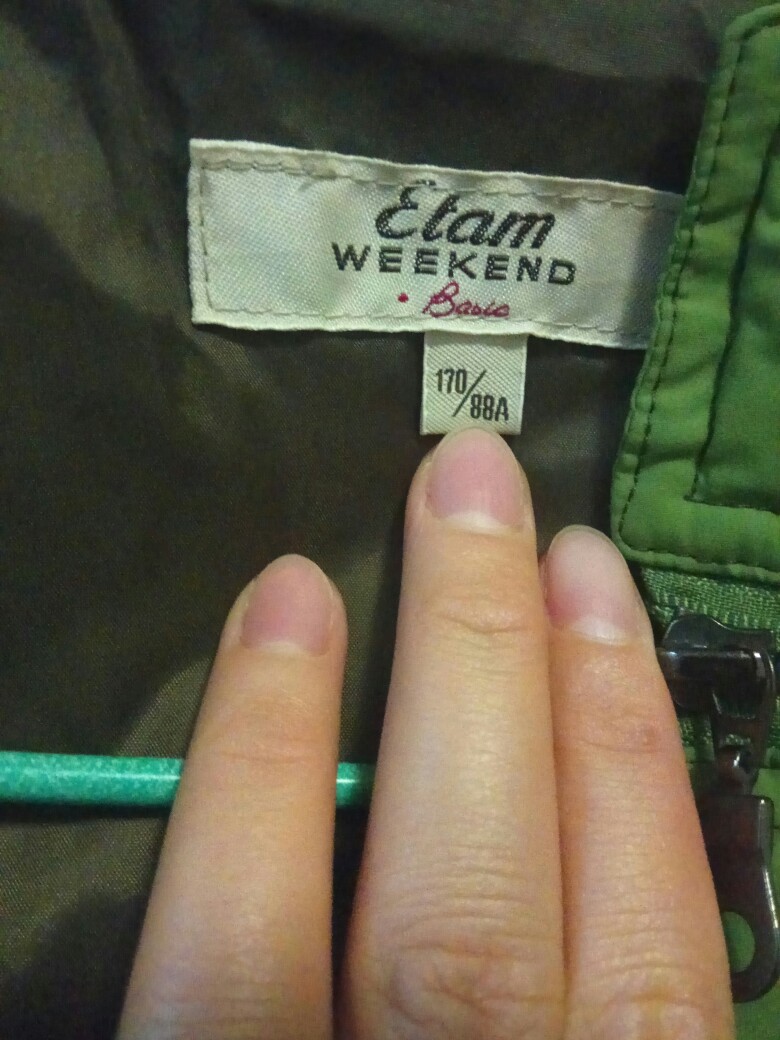 Etam
WEEKEND
• Basic
170/88A